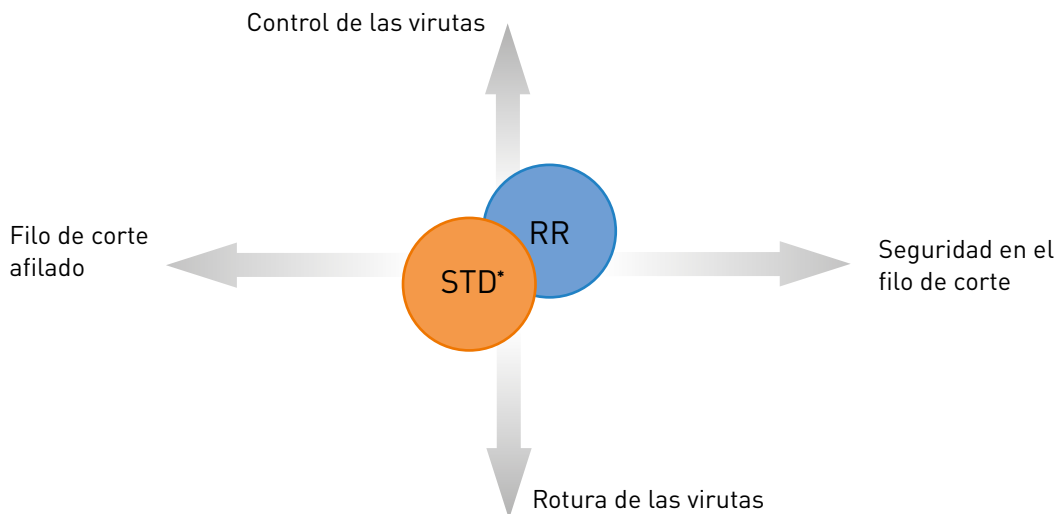 Control de las virutas
RR
Filo de corte
afilado
Seguridad en el
filo de corte
STD*
Rotura de las virutas